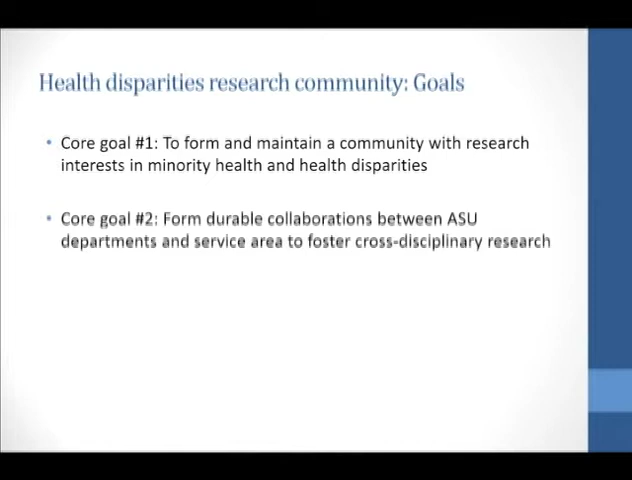 Health disparities research community: Goals
• Core goal #1: To form and maintain a community with research
interests in minority health and health disparities
• Core goal #2: Form durable collaborations between ASU
departments and service area to foster cross-disciplinary research